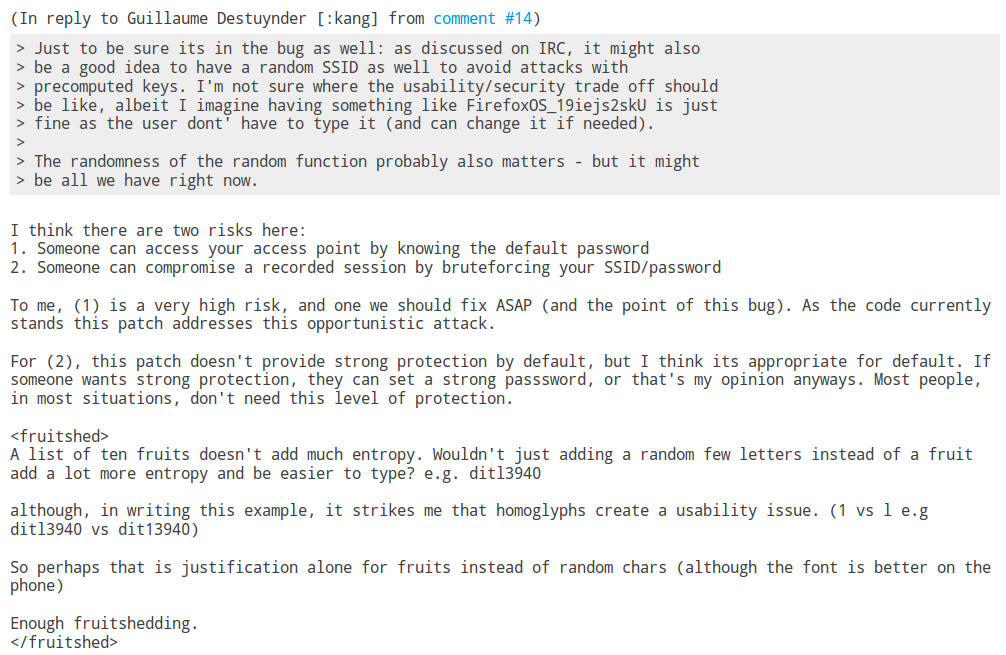 (In reply to Guillaume Destuynder [:kang] from comment #14)
> Just to be sure its in the bug as well: as discussed on IRC, it might also
> be a good idea to have a random SSID as well to avoid attacks with
> precomputed keys. I'm not sure where the usability/security trade off should
> be like, albeit I imagine having something like FirefoxOS_19iejs2skU is just
> fine as the user dont' have to type it (and can change it if needed).
>
> The randomness of the random function probably also matters - but it might
> be all we have right now.
I think there are two risks here:
1. Someone can access your access point by knowing the default password
2. Someone can compromise a recorded session by bruteforcing your SSID/password
To me, (1) is a very high risk, and one we should fix ASAP (and the point of this bug). As the code currently
stands this patch addresses this opportunistic attack.
For (2), this patch doesn't provide strong protection by default, but I think its appropriate for default. If
someone wants strong protection, they can set a strong passsword, or that's my opinion anyways. Most people,
in most situations, don't need this level of protection.
<fruitshed>
A list of ten fruits doesn't add much entropy. Wouldn't just adding a random few letters instead of a fruit
add a lot more entropy and be easier to type? e.g. ditl3940
although, in writing this example, it strikes me that homoglyphs create a usability issue. (1 vs l e.g
ditl3940 vs dit13940)
So perhaps that is justification alone for fruits instead of random chars (although the font is better on the
phone)
Enough fruitshedding.
</fruitshed>